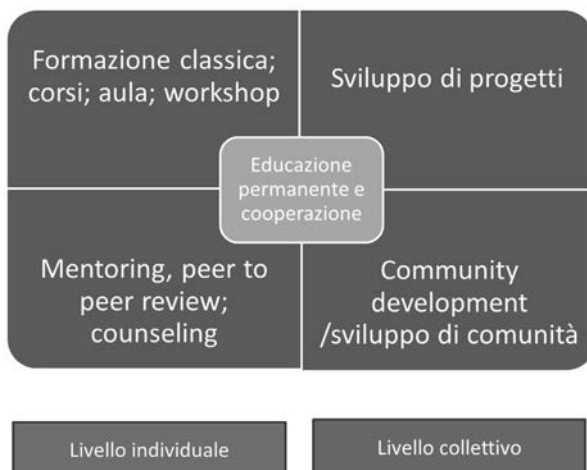 Formazione classica;
corsi; aula; workshop
Sviluppo di progetti
Educazione
permanente e
cooperazione
Mentoring, peer to
peer review;
counseling
Community
development
/sviluppo di comunità
Livello individuale
Livello collettivo